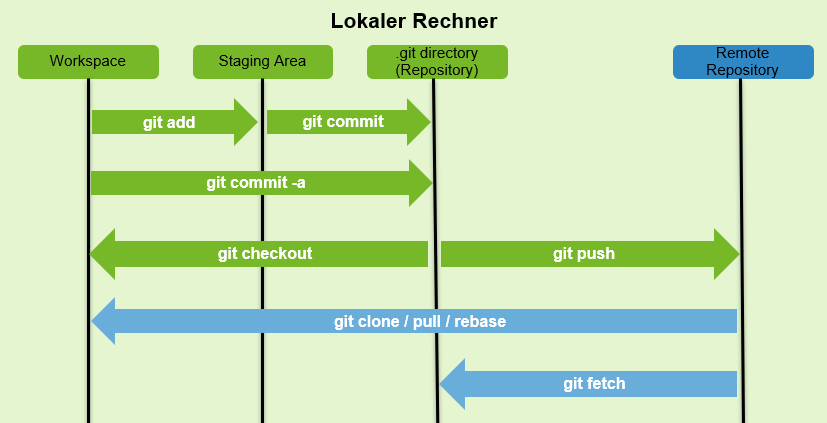 Lokaler Rechner
Workspace
Staging Area
.git directory
(Repository)
Remote
Repository
git add
git commit
git commit -a
git checkout
git push
git clone / pull / rebase
git fetch